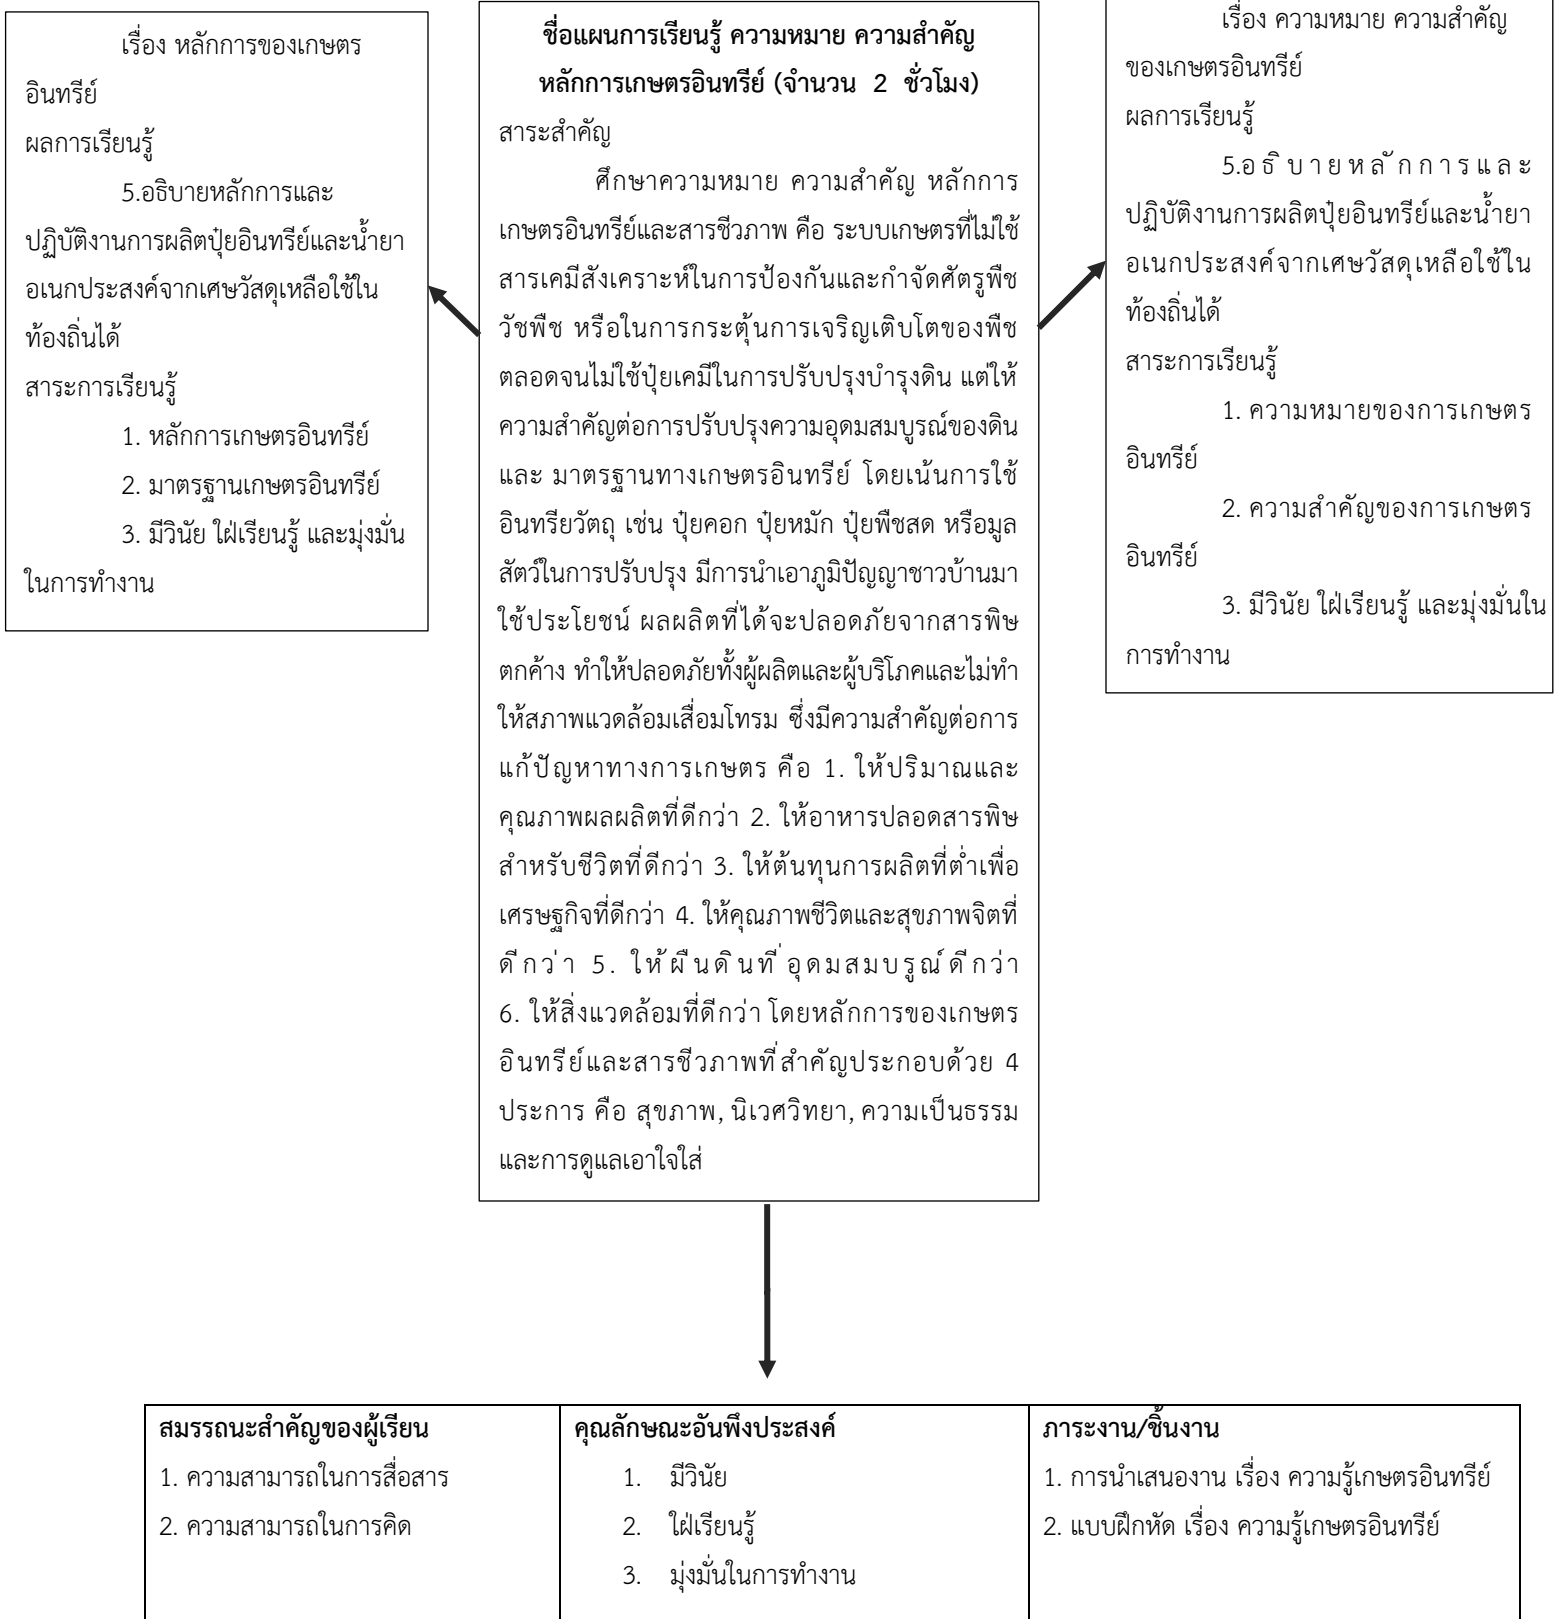 เรื่อง หลักการของเกษตร
อินทรีย์
ผลการเรียนรู้
5.อธิบายหลักการและ
ปฏิบัติงานการผลิตปุ๋ยอินทรีย์และน้ำยา
อเนกประสงค์จากเศษวัสดุเหลือใช้ใน
ท้องถิ่นได้
สาระการเรียนรู้
1. หลักการเกษตรอินทรีย์
2. มาตรฐานเกษตรอินทรีย์
3. มีวินัย ใฝ่เรียนรู้ และมุ่งมั่น
ในการทำงาน
ชื่อแผนการเรียนรู้ ความหมาย ความสำคัญ
หลักการเกษตรอินทรีย์ (จำนวน 2 ชั่วโมง)
สาระสำคัญ
ศึกษาความหมาย ความสำคัญ หลักการ
เกษตรอินทรีย์และสารชีวภาพ คือ ระบบเกษตรที่ไม่ใช้
สารเคมีสังเคราะห์ในการป้องกันและกำจัดศัตรูพืช
วัชพืช หรือในการกระตุ้นการเจริญเติบโตของพืช
ตลอดจนไม่ใช้ปุ๋ยเคมีในการปรับปรุงบำรุงดิน แต่ให้
ความสำคัญต่อการปรับปรุงความอุดมสมบูรณ์ของดิน
และ มาตรฐานทางเกษตรอินทรีย์ โดยเน้นการใช้
อินทรียวัตถุ เช่น ปุ๋ยคอก ปุ๋ยหมัก ปุ๋ยพืชสด หรือมูล
สัตว์ในการปรับปรุง มีการนำเอาภูมิปัญญาชาวบ้านมา
ใช้ประโยชน์ ผลผลิตที่ได้จะปลอดภัยจากสารพิษ
ตกค้าง ทำให้ปลอดภัยทั้งผู้ผลิตและผู้บริโภคและไม่ทำ
ให้สภาพแวดล้อมเสื่อมโทรม ซึ่งมีความสำคัญต่อการ
แก้ปัญหาทางการเกษตร คือ 1. ให้ปริมาณและ
คุณภาพผลผลิตที่ดีกว่า 2. ให้อาหารปลอดสารพิษ
สำหรับชีวิตที่ดีกว่า 3. ให้ต้นทุนการผลิตที่ต่ำเพื่อ
เศรษฐกิจที่ดีกว่า 4. ให้คุณภาพชีวิตและสุขภาพจิตที่
ดีกว่า 5. ให้ผืนดินที่อุดมสมบรูณ์ดีกว่า
6. ให้สิ่งแวดล้อมที่ดีกว่า โดยหลักการของเกษตร
อินทรีย์และสารชีวภาพที่สำคัญประกอบด้วย 4
ประการ คือ สุขภาพ, นิเวศวิทยา, ความเป็นธรรม
และการดูแลเอาใจใส่
เรื่อง ความหมาย ความสำคัญ
ของเกษตรอินทรีย์
ผลการเรียนรู้
5.อธิบายหลักการและ
ปฏิบัติงานการผลิตปุ๋ยอินทรีย์และน้ำยา
อเนกประสงค์จากเศษวัสดุเหลือใช้ใน
ท้องถิ่นได้
สาระการเรียนรู้
1. ความหมายของการเกษตร
อินทรีย์
2. ความสำคัญของการเกษตร
อินทรีย์
3. มีวินัย ใฝ่เรียนรู้ และมุ่งมั่นใน
การทำงาน
สมรรถนะสำคัญของผู้เรียน
1. ความสามารถในการสื่อสาร
2. ความสามารถในการคิด
คุณลักษณะอันพึงประสงค์
1. มีวินัย
2. ใฝ่เรียนรู้
3. มุ่งมั่นในการทำงาน
ภาระงาน/ชิ้นงาน
1. การนำเสนองาน เรื่อง ความรู้เกษตรอินทรีย์
2. แบบฝึกหัด เรื่อง ความรู้เกษตรอินทรีย์